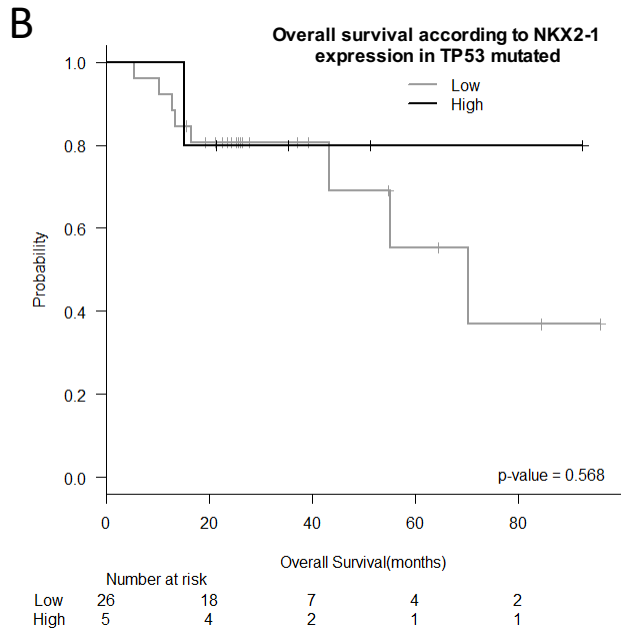 B
Overall survival according to NKX2-1
expression in TP53 mutated
Low
High
1.0
0.8
0.6
0.4
0.2
0.0
Probability
p-value = 0.568
0 20 40 60 80
Overall Survival(months)
Number at risk
Low 26 18 7 4 2
High 5 4 2 1 1